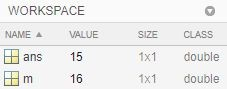 WORKSPACE
NAME ▲ VALUE SIZE CLASS
ans 15 1x1 double
m 16 1x1 double